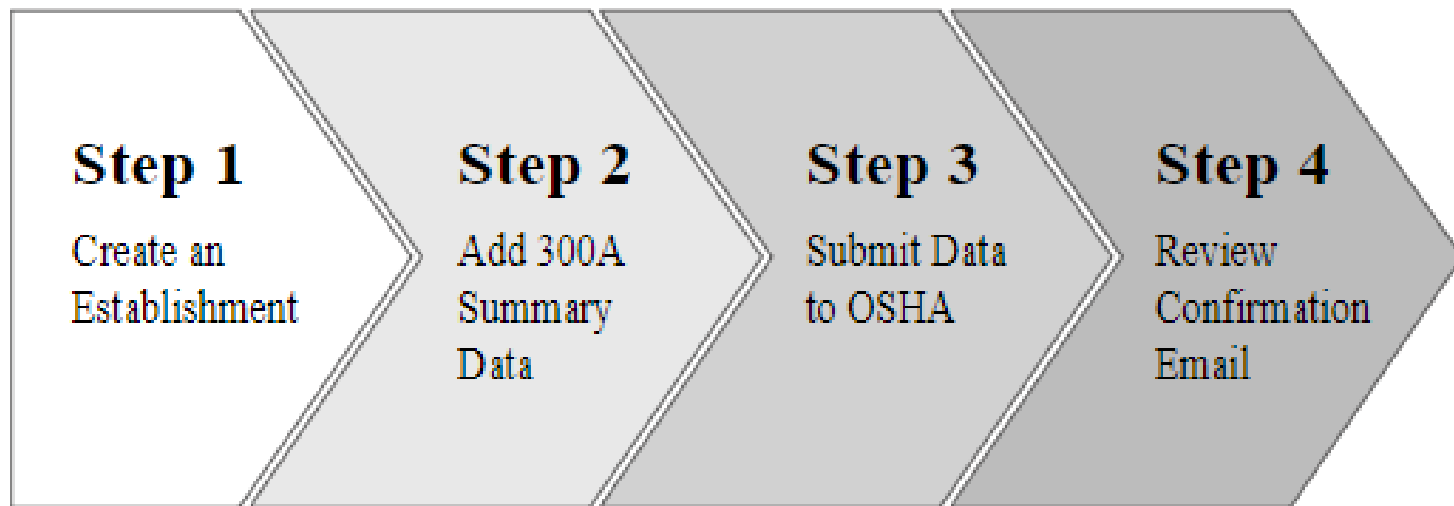 Step 1
Create an
Establishment
Step 2
Add 300A
Summary
Data
Step 3
Submit Data
to OSHA
Step 4
Review
Confirmation
Email